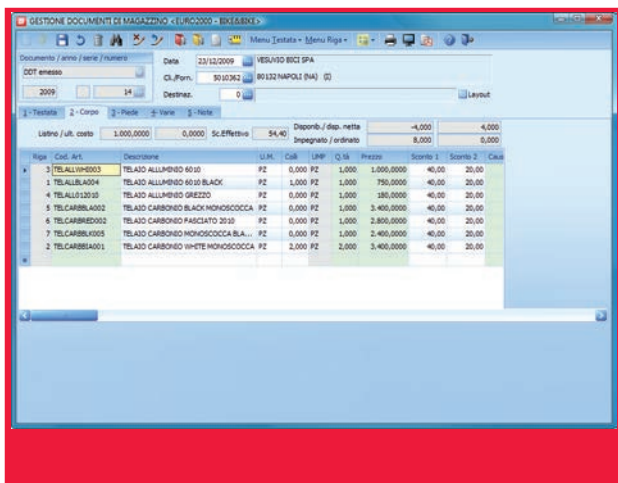 GESTIONE DOCUMENTI DI MAGAZZINO <EURO2000 - BIKE&BIKE>
Menu Testata Menu Riga
Documento / anno / serie / numero
Data 23/12/2009 VESUVIO BICI SPA
DDT emesso
Cl./Forn. 5010362 80132 NAPOLI (NA) (I)
2009 14 Destinaz. 0 Layout
1 - Testata 2 - Corpo 3 - Piede 4 - Varie 5 - Note
Listino / ult. costo 1.000,0000 0,0000 Sc.Effettivo 54,40 Disponib./ dep. netta -4,000 4,000
Impegnato / ordinato 8,000 0,000
Riga Cod. Art. Descrizione U.M. Colli UMP Q.tà Prezzo Sconto 1 Sconto 2 Caus
3 TELALLWHI003 TELAIO ALLUMINIO 6010 PZ 0,000 PZ 1,000 1.000,0000 40,00 20,00
1 TELALLBLA004 TELAIO ALLUMINIO 6010 BLACK PZ 1,000 PZ 1,000 750,0000 40,00 20,00
4 TELALL012010 TELAIO ALLUMINIO GREZZO PZ 0,000 PZ 1,000 180,0000 40,00 20,00
5 TELCARBBLA002 TELAIO CARBONIO BLACK MONOSCOCCA PZ 0,000 PZ 1,000 3.400,0000 40,00 20,00
6 TELCARBRED002 TELAIO CARBONIO FASCIATO 2010 PZ 0,000 PZ 1,000 2.800,0000 40,00 20,00
7 TELCARBBLK005 TELAIO CARBONIO MONOSCOCCA BLA... PZ 0,000 PZ 1,000 2.400,0000 40,00 20,00
2 TELCARBBIA001 TELAIO CARBONIO WHITE MONOSCOCCA PZ 2,000 PZ 2,000 3.400,0000 40,00 20,00